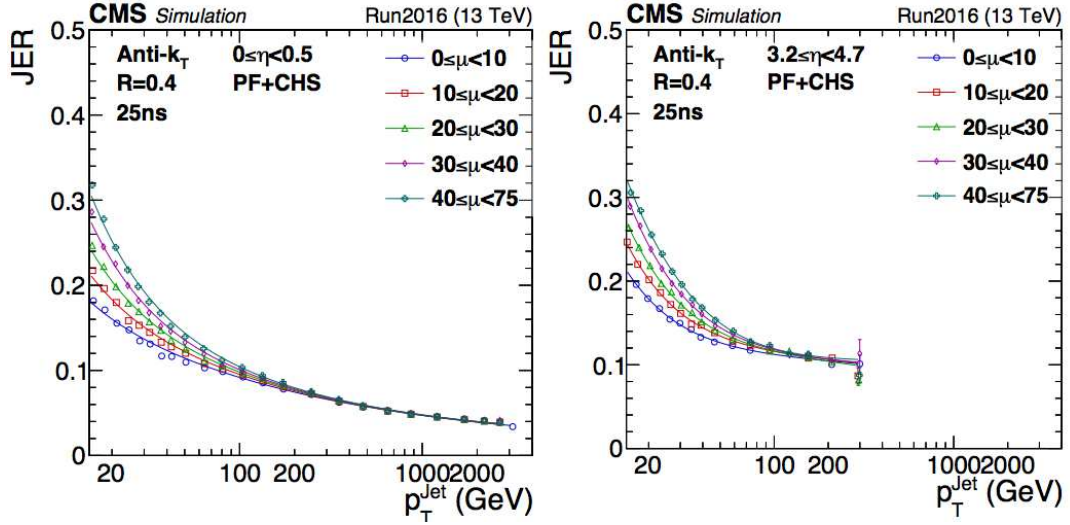 CMS Simulation Run2016 (13 TeV)
JER
0.5
0.4
0.3
0.2
0.1
0
Anti-kT 0≤η<0.5
R=0.4 PF+CHS
25ns
0≤μ<10
10≤μ<20
20≤μ<30
30≤μ<40
40≤μ<75
20 100 200 1000 2000
pTJet (GeV)
CMS Simulation Run2016 (13 TeV)
JER
0.5
0.4
0.3
0.2
0.1
0
Anti-kT 3.2≤η<4.7
R=0.4 PF+CHS
25ns
0≤μ<10
10≤μ<20
20≤μ<30
30≤μ<40
40≤μ<75
20 100 200 10002000
pTJet (GeV)